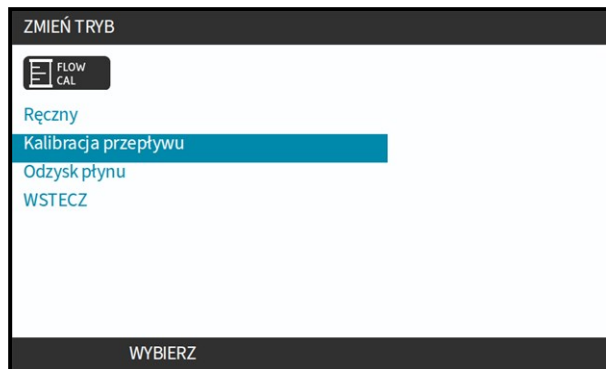 ZMIEŃ TRYB
FLOW
CAL
Ręczny
Kalibracja przepływu
Odzysk płynu
WSTECZ
WYBIERZ